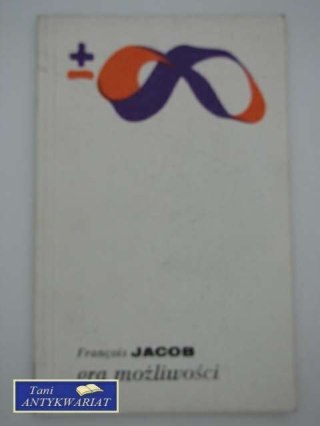 ±
François JACOB
gra możliwości
Tani
ANTYKWARIAT